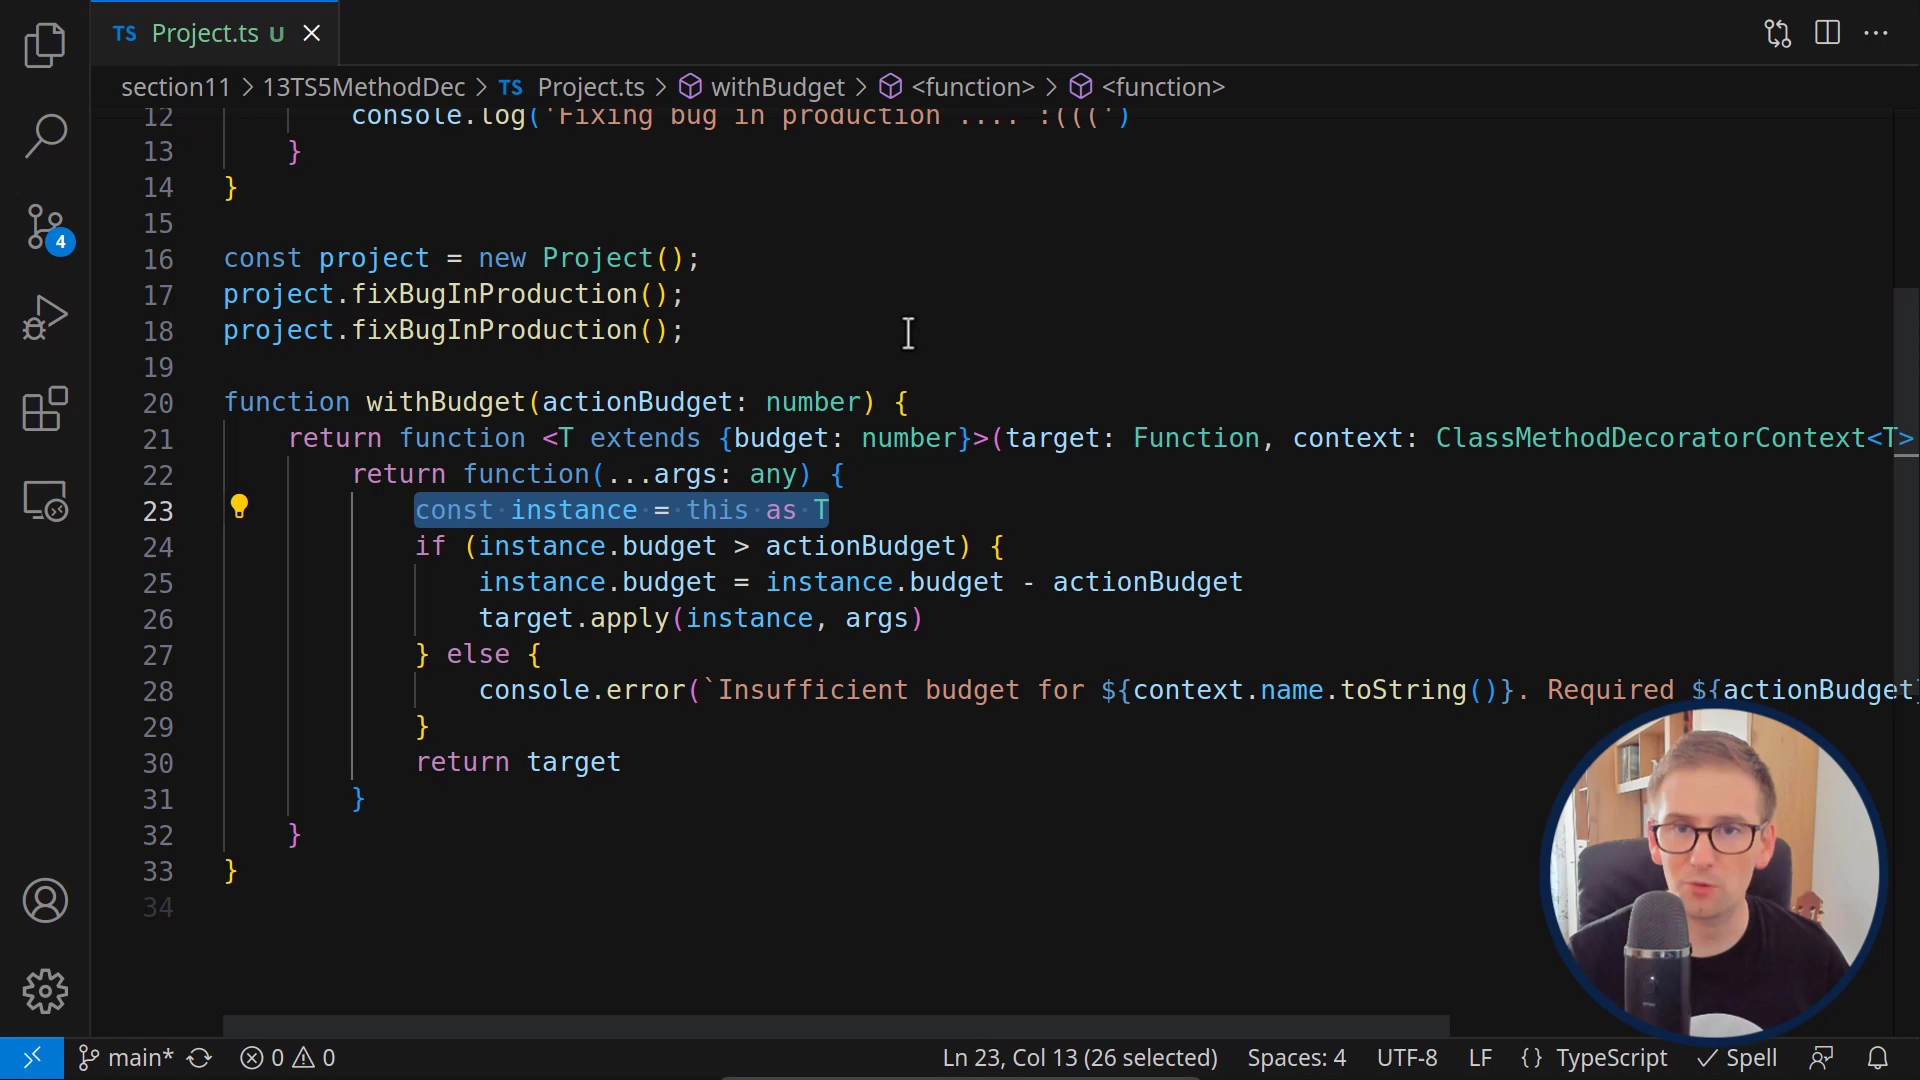 TS Project.ts U
section11 > 13TS5MethodDec > TS Project.ts > withBudget > <function> > <function>
12 console.log('Fixing bug in production .... :(((')
13 }
14 }
15
16 const project = new Project();
17 project.fixBugInProduction();
18 project.fixBugInProduction();
19
20 function withBudget(actionBudget: number) {
21 return function <T extends {budget: number}>(target: Function, context: ClassMethodDecoratorContext<T>
22 return function(...args: any) {
23 const instance = this as T
24 if (instance.budget > actionBudget) {
25 instance.budget = instance.budget - actionBudget
26 target.apply(instance, args)
27 } else {
28 console.error(`Insufficient budget for ${context.name.toString()}. Required ${actionBudget}
29 }
30 return target
31 }
32 }
33 }
34
4
main* 0 0 Ln 23, Col 13 (26 selected) Spaces: 4 UTF-8 LF {} TypeScript Spell